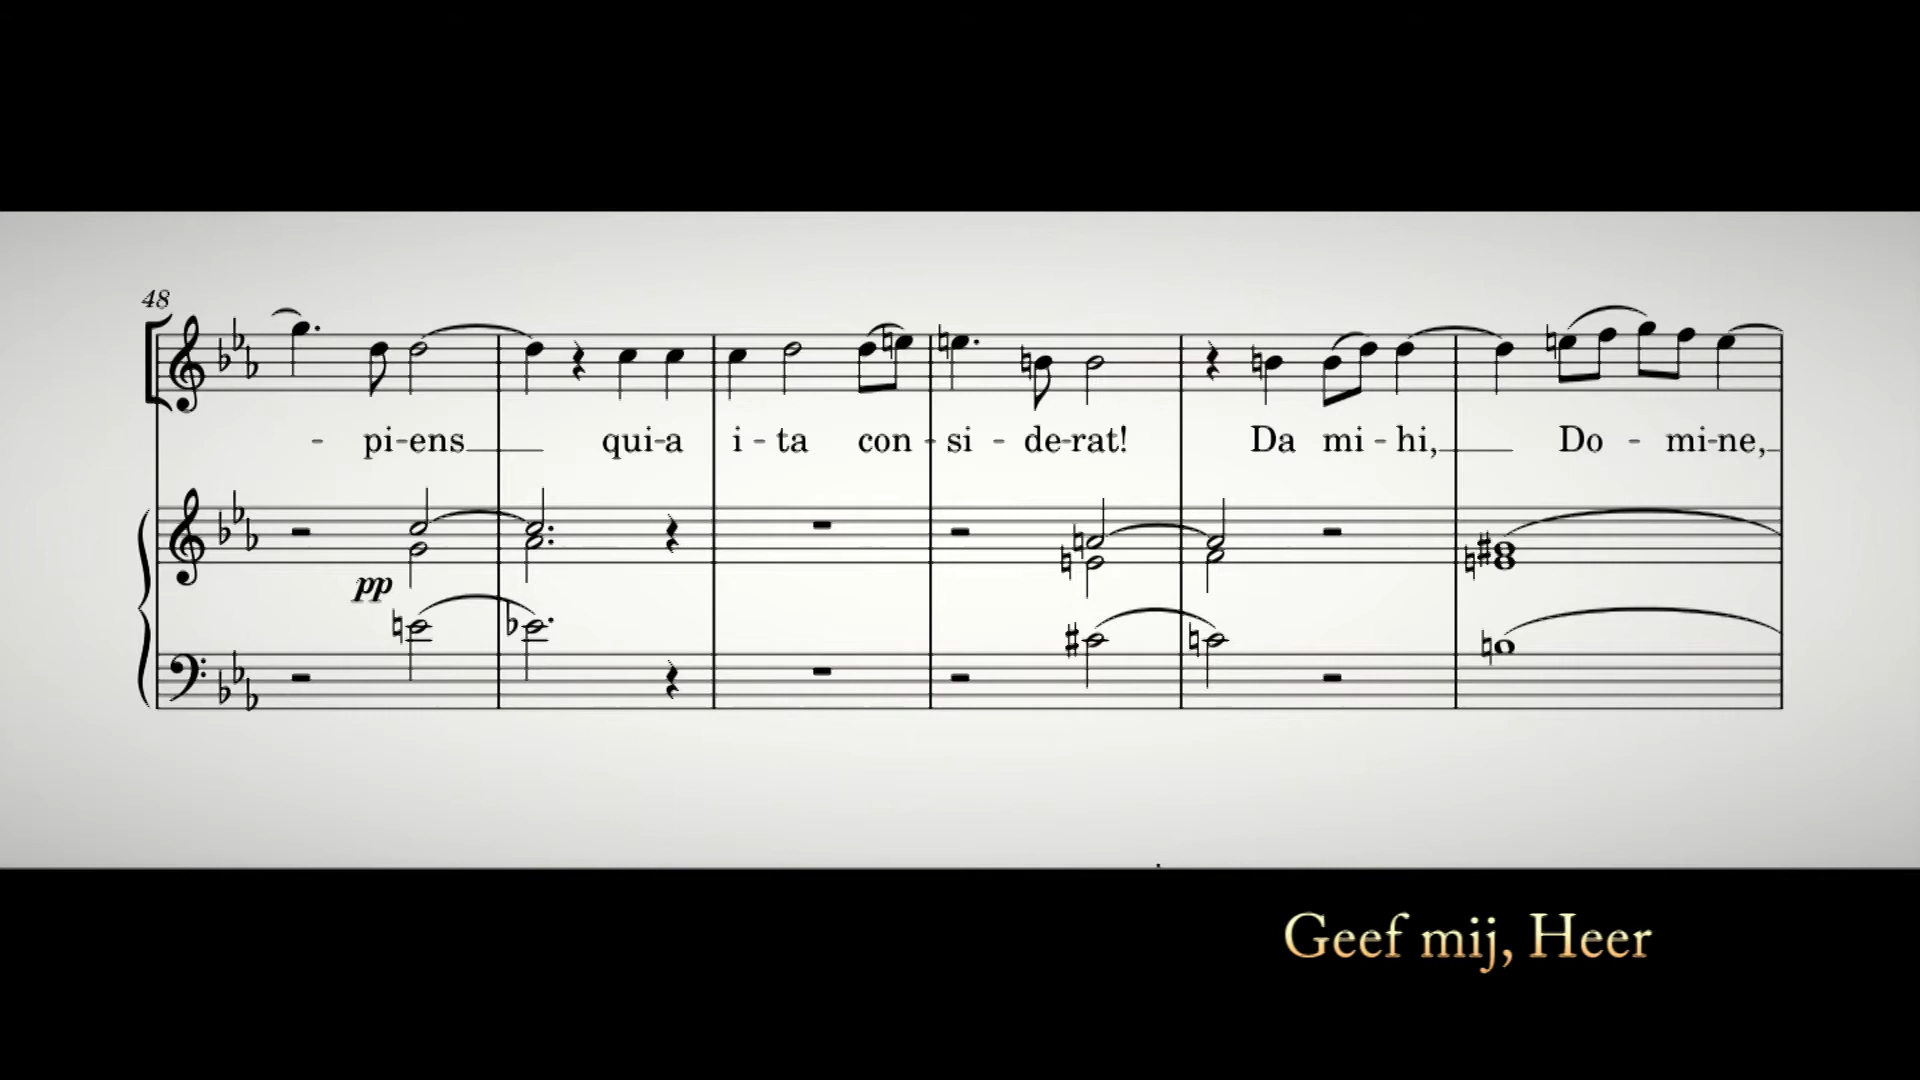 48
- pi-ens qui-a i - ta con - si - de-rat! Da mi - hi, Do - mi-ne,
pp
Geef mij, Heer